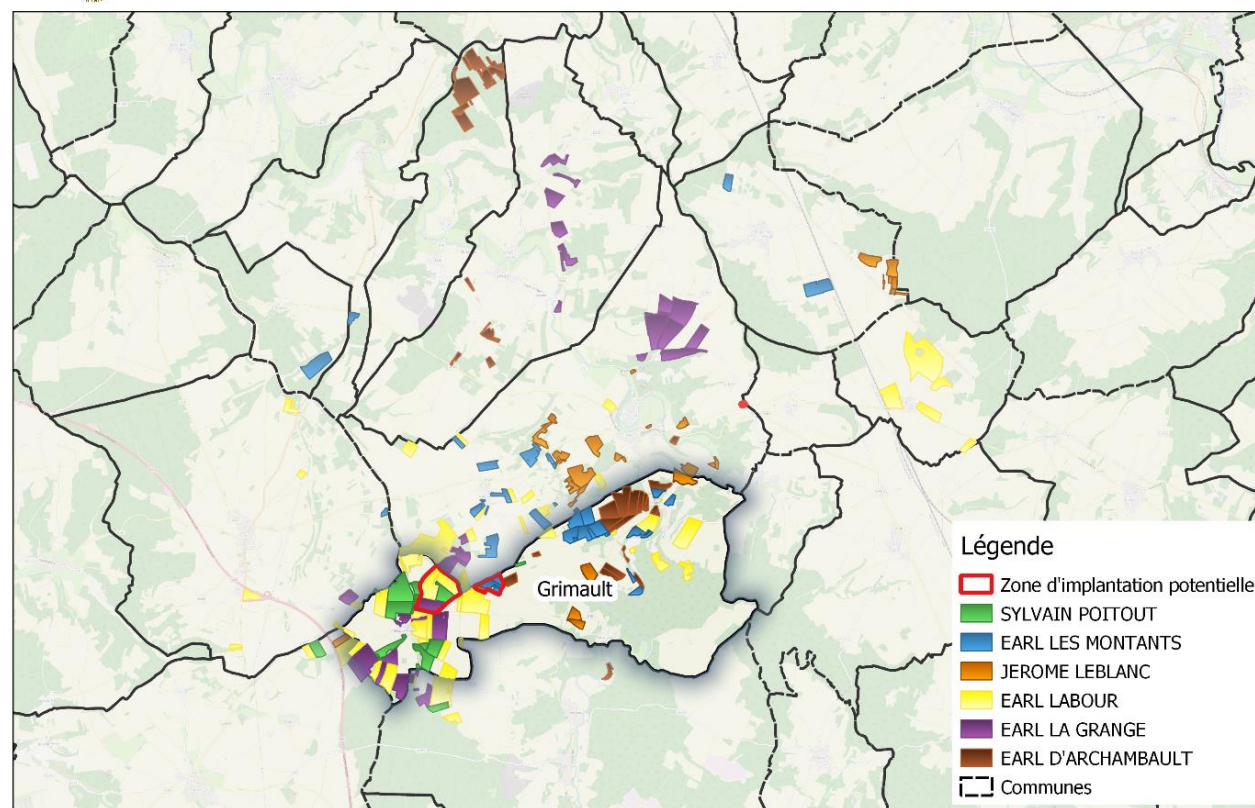 Grimault
Légende
Zone d'implantation potentielle
SYLVAIN POITOUT
EARL LES MONTANTS
JEROME LEBLANC
EARL LABOUR
EARL LA GRANGE
EARL D'ARCHAMBAULT
Communes